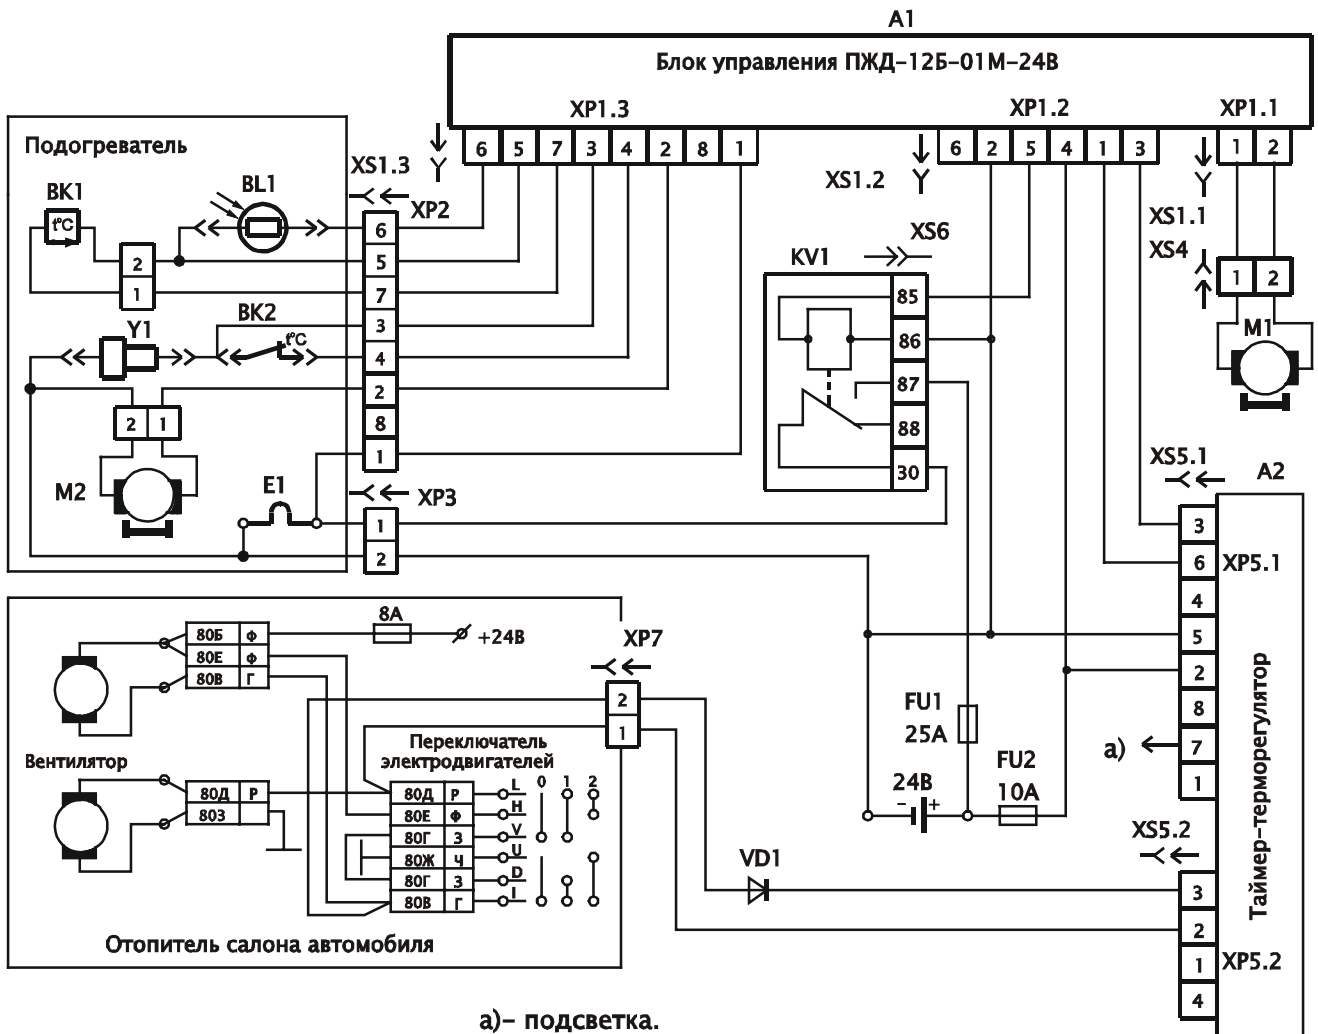 A1
Блок управления ПЖД-12Б-01М-24В
XP1.3
XP1.2
XP1.1
6 5 7 3 4 2 8 1
6 2 5 4 1 3
1 2
Подогреватель
XS1.3
XS1.2
XS1.1
BK1
BL1
XP2
t°C
6
5
7
3
4
2
8
1
2
1
Y1
BK2
t°C
2 1
M2
E1
XP3
1
2
KV1
XS6
85
86
87
88
30
XS4
1 2
M1
XS5.1
A2
3
6
4
5
2
8
7
1
XP5.1
Таймер-терморегулятор
а)
FU1
25А
FU2
10А
24В
- +
XS5.2
VD1
3
2
1
4
XP5.2
80Б Ф
80Е Ф
80В Г
8А
+24В
XP7
2
1
Вентилятор
80Д Р
80З
Переключатель
электродвигателей
80Д Р L 0 1 2
80Е Ф H
80Г З V
80Ж Ч U
80Г З D
80В Г I
Отопитель салона автомобиля
а)- подсветка.